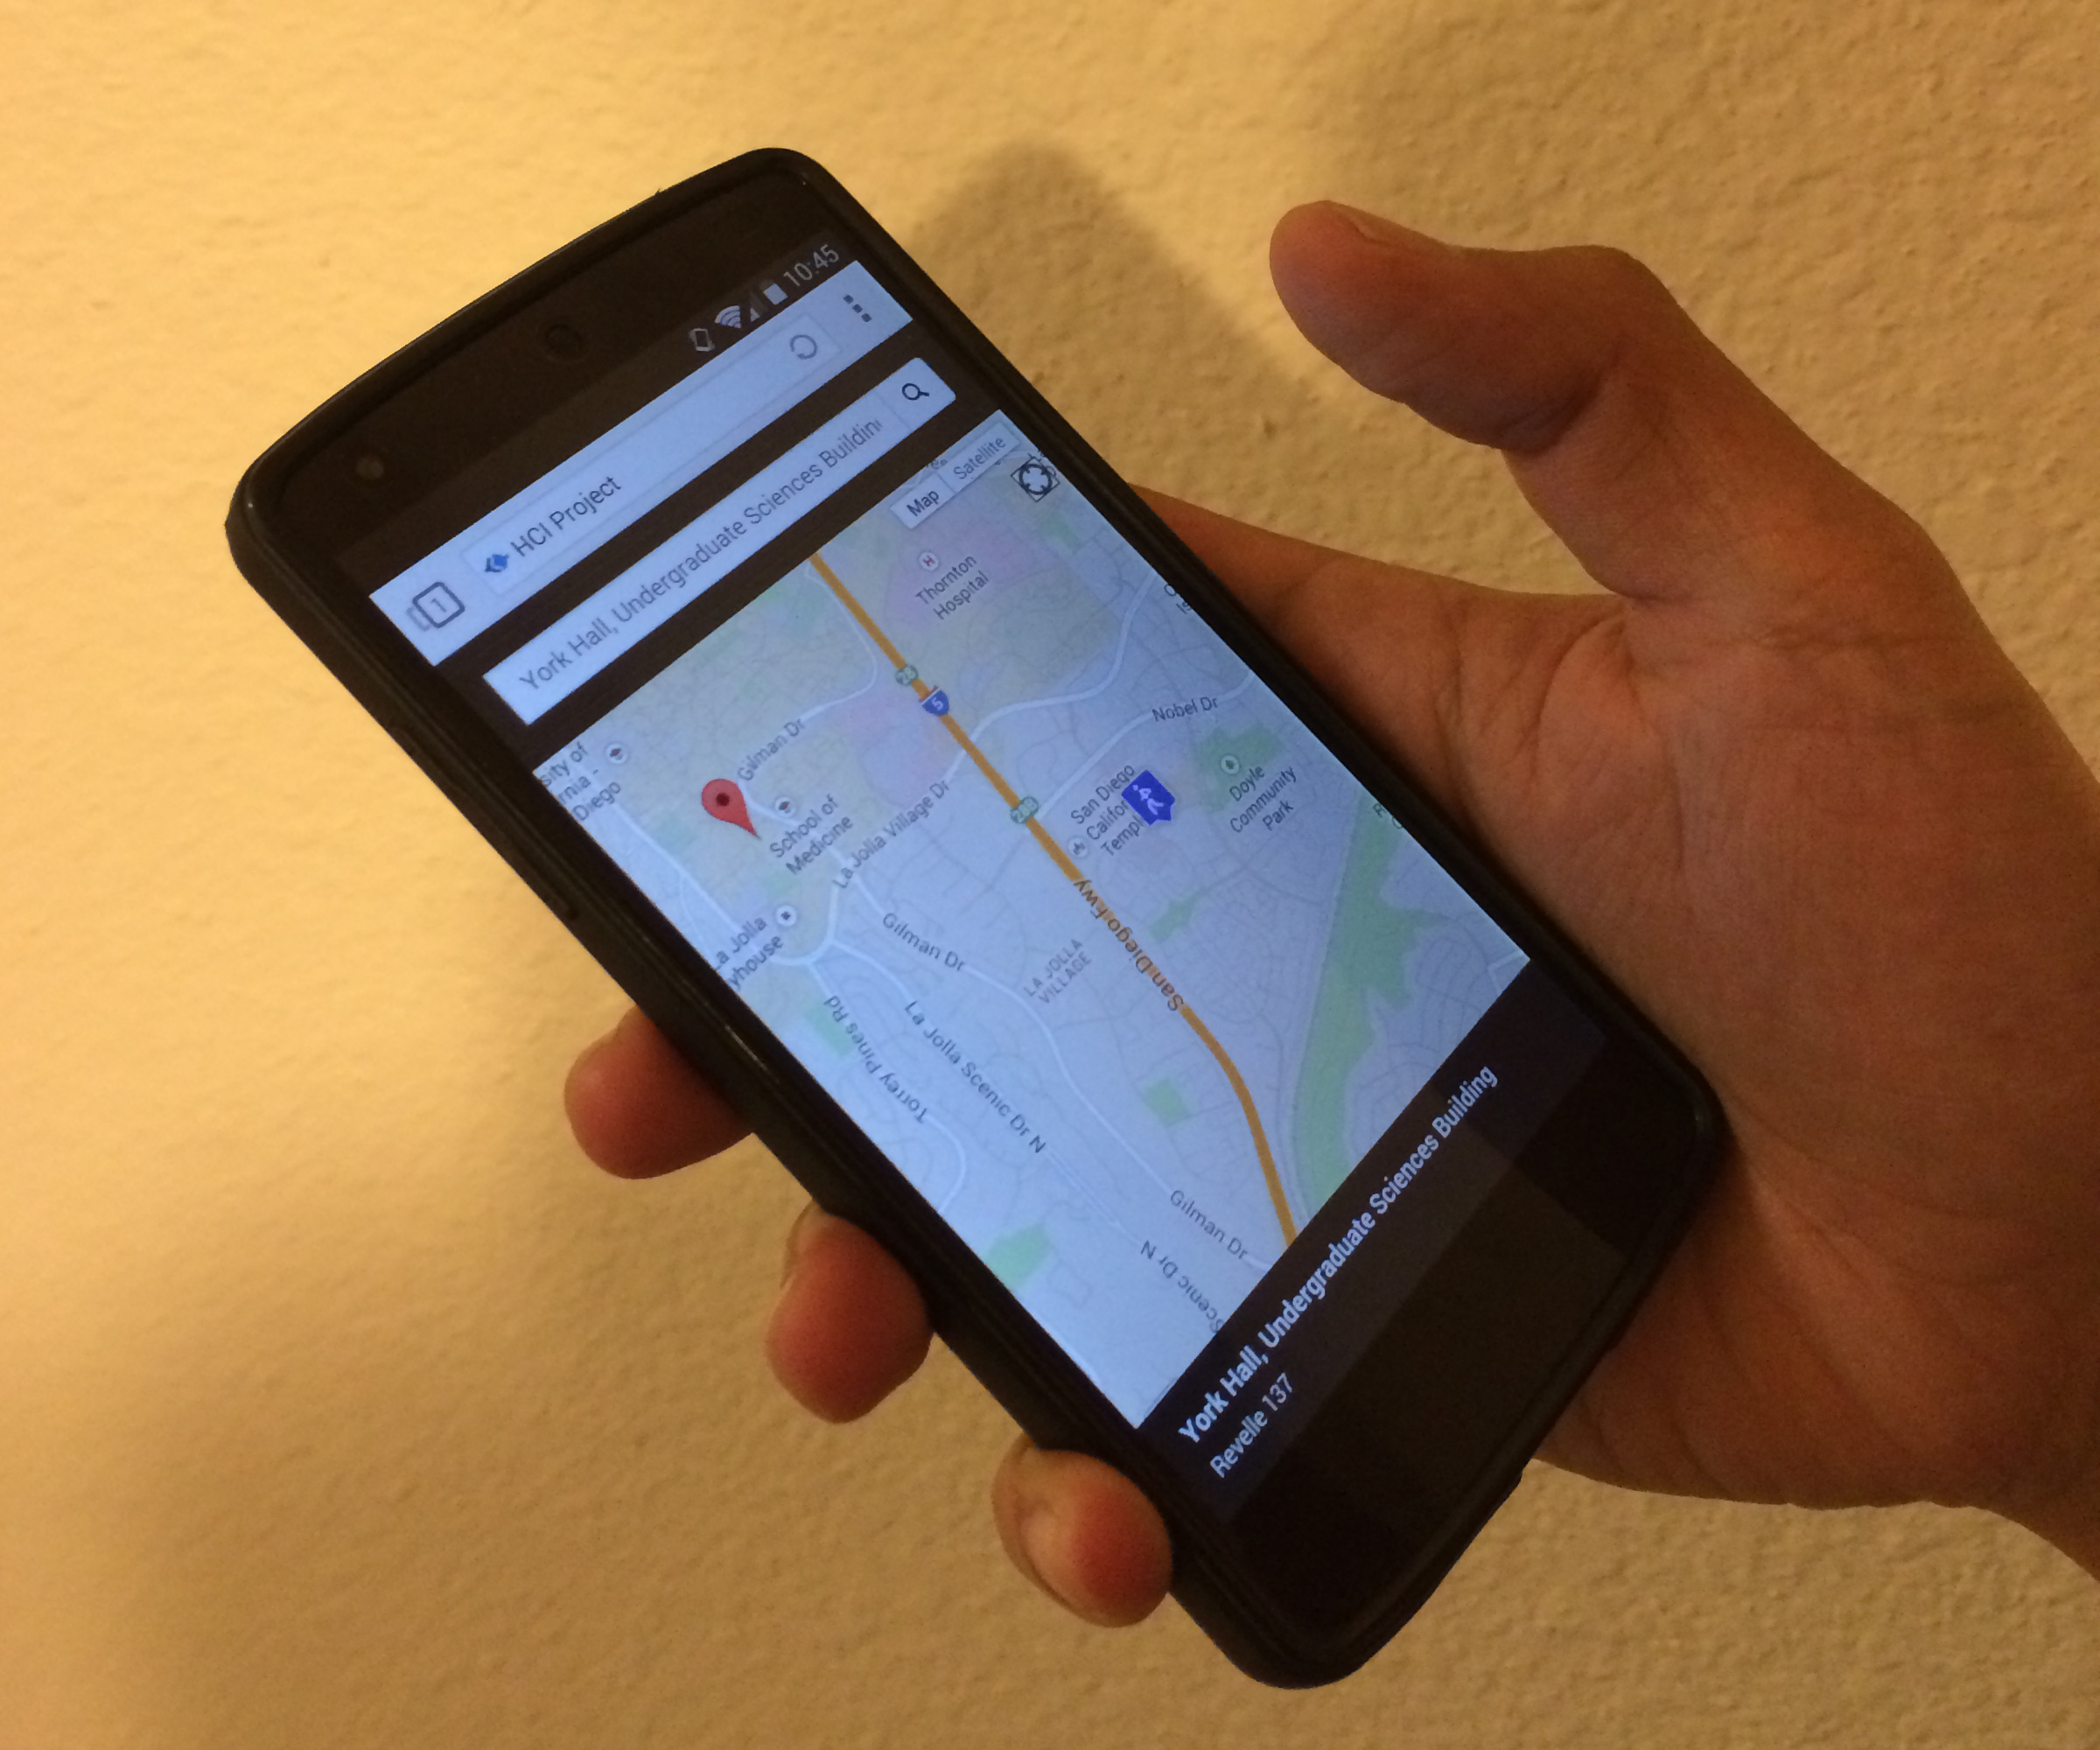 10:45
1
HCI Project
York Hall, Undergraduate Sciences Buildin
Map
Satellite
H
Thornton
Hospital
28
5
Nobel Dr
Gilman Dr
sity of
rnia -
Diego
School of
Medicine
La Jolla Village Dr
San Diego
Califor
Templ
Doyle
Community
Park
San Diego Fwy
Gilman Dr
LA JOLLA
VILLAGE
a Jolla
yhouse
Torrey Pines Rd
La Jolla Scenic Dr N
Gilman Dr
Scenic Dr N
York Hall, Undergraduate Sciences Building
Revelle 137